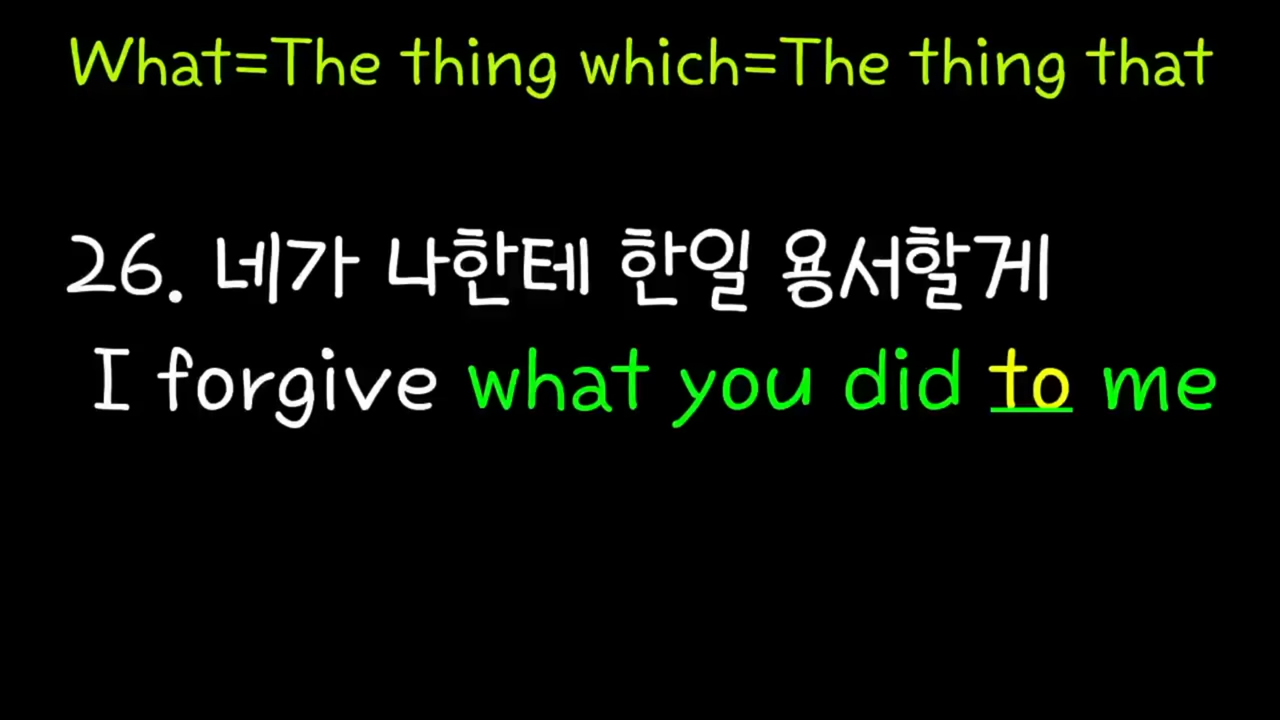 What=The thing which=The thing that
26. 네가 나한테 한일 용서할게
I forgive what you did to me